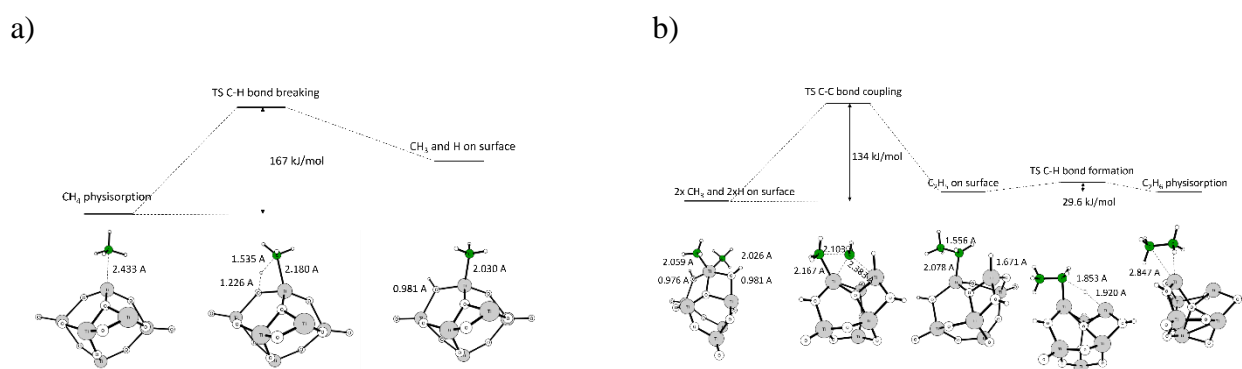 a)
TS C-H bond breaking
CH3 and H on surface
167 kJ/mol
CH4 physisorption
2.433 A
1.535 A
1.226 A
2.180 A
0.981 A
2.030 A
b)
TS C-C bond coupling
134 kJ/mol
2x CH3 and 2xH on surface
C2H5 on surface
TS C-H bond formation
C2H6 physisorption
29.6 kJ/mol
2.059 A
0.976 A
2.026 A
0.981 A
2.103
2.167 A
2.383
1.556 A
2.078 A
1.671 A
1.853 A
1.920 A
2.847 A